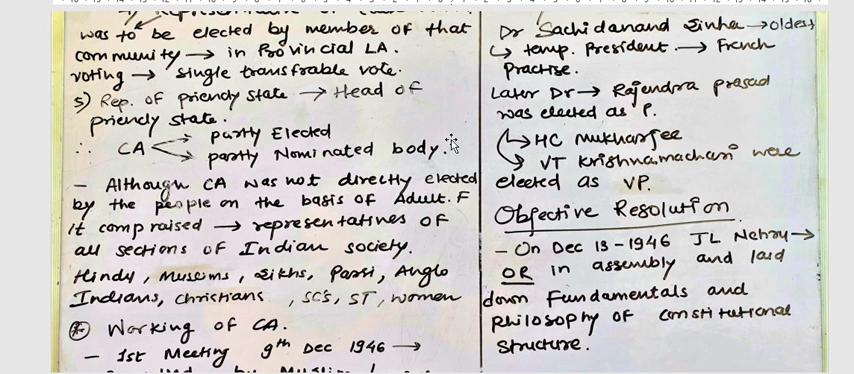 was to be elected by member of that
community → in Provincial LA.
voting → single transfrable vote.
5) Rep. of priendy state → Head of
priendy state.
∴ CA partly Elected
partly Nominated body.
- Although CA was not directly elected
by the people on the basis of Adult. F
it compraised → representatives of
all sections of Indian society.
Hindu, Muslims, Sikhs, Parsi, Anglo
Indians, Christians, SC's, ST, women
* Working of CA.
- 1st Meeting 9th Dec 1946 →
Dr Sachidanand Sinha → oldest
↳ temp. President → French
Practise.
Later Dr → Rajendra prasad
was elected as P.
↳ HC Mukharjee
↳ VT Krishnamachari were
elected as VP.
Objective Resolution
- On Dec 13-1946 JL Nehru →
OR in assembly and laid
down Fundamentals and
philosophy of constitutional
structure.